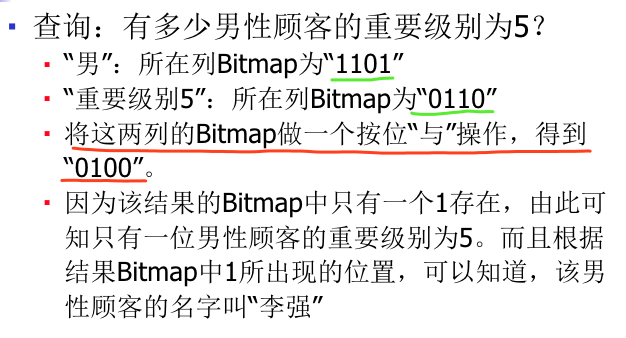 查询：有多少男性顾客的重要级别为5？
“男”：所在列Bitmap为“1101”
“重要级别5”：所在列Bitmap为“0110”
将这两列的Bitmap做一个按位“与”操作，得到
“0100”。
因为该结果的Bitmap中只有一个1存在，由此可
知只有一位男性顾客的重要级别为5。而且根据
结果Bitmap中1所出现的位置，可以知道，该男
性顾客的名字叫“李强”